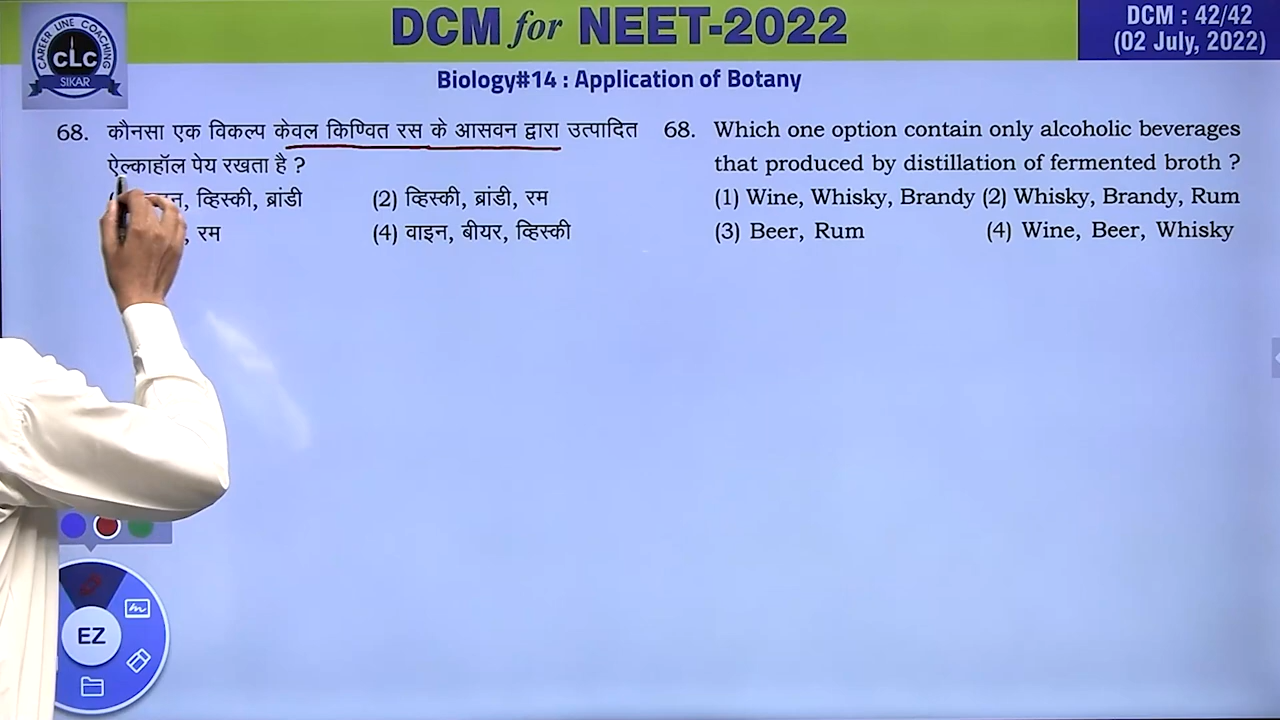 CAREER LINE COACHING
CLC
SIKAR
DCM for NEET-2022
DCM : 42/42
(02 July, 2022)
Biology#14 : Application of Botany
68. कौनसा एक विकल्प केवल किण्वित रस के आसवन द्वारा उत्पादित
ऐल्काहॉल पेय रखता है ?
व्हिस्की, ब्रांडी (2) व्हिस्की, ब्रांडी, रम
रम (4) वाइन, बीयर, व्हिस्की
68. Which one option contain only alcoholic beverages
that produced by distillation of fermented broth ?
(1) Wine, Whisky, Brandy (2) Whisky, Brandy, Rum
(3) Beer, Rum (4) Wine, Beer, Whisky
EZ